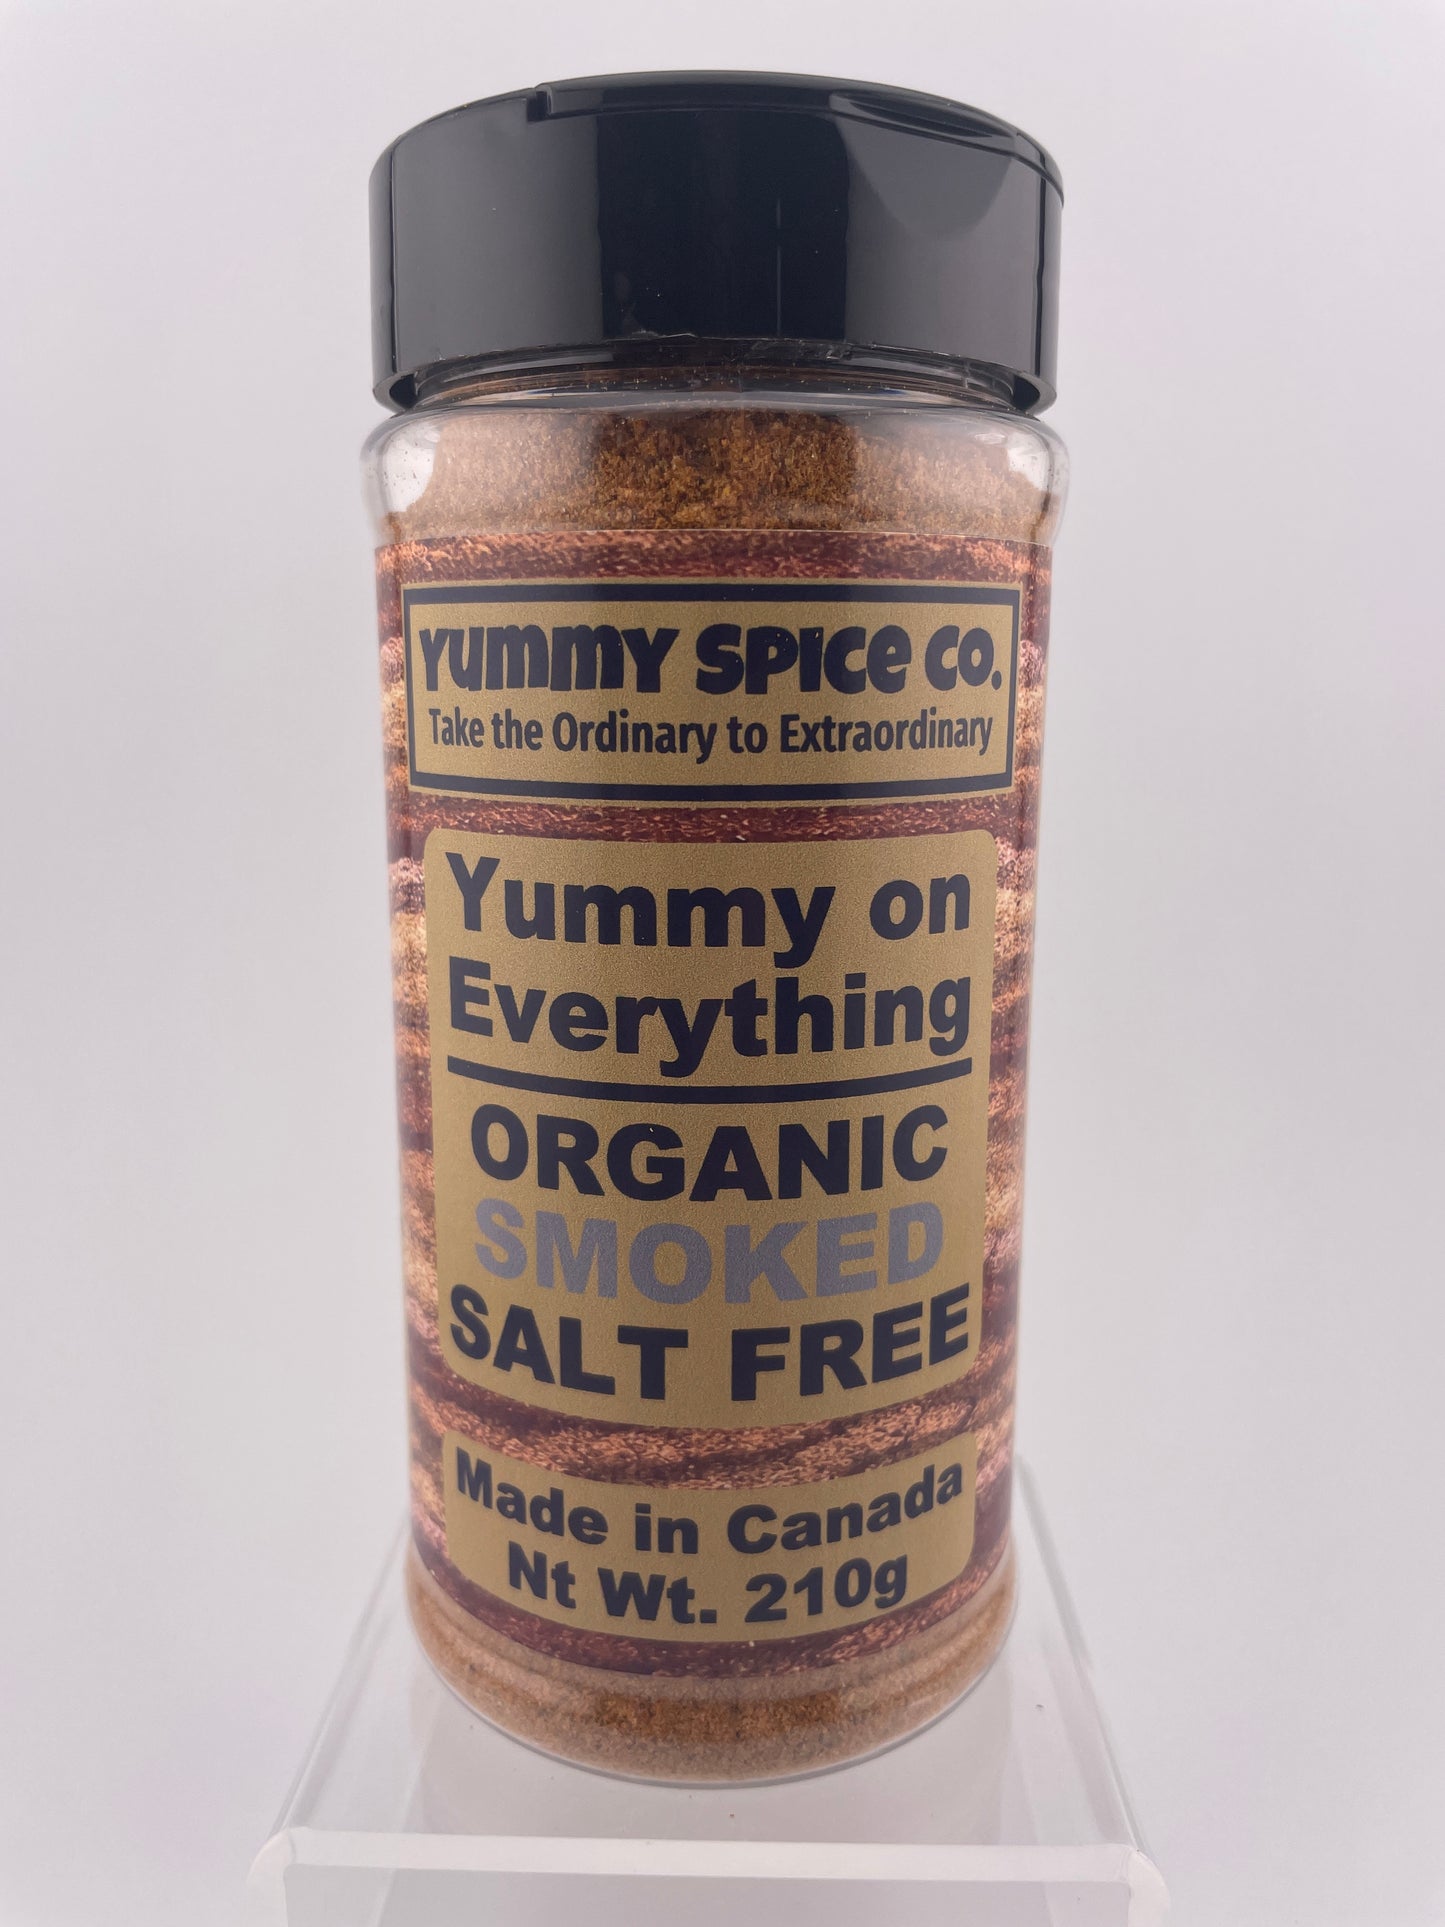 YUMMY SPICE CO.
Take the Ordinary to Extraordinary
Yummy on
Everything
ORGANIC
SMOKED
SALT FREE
Made in Canada
Nt Wt. 210g